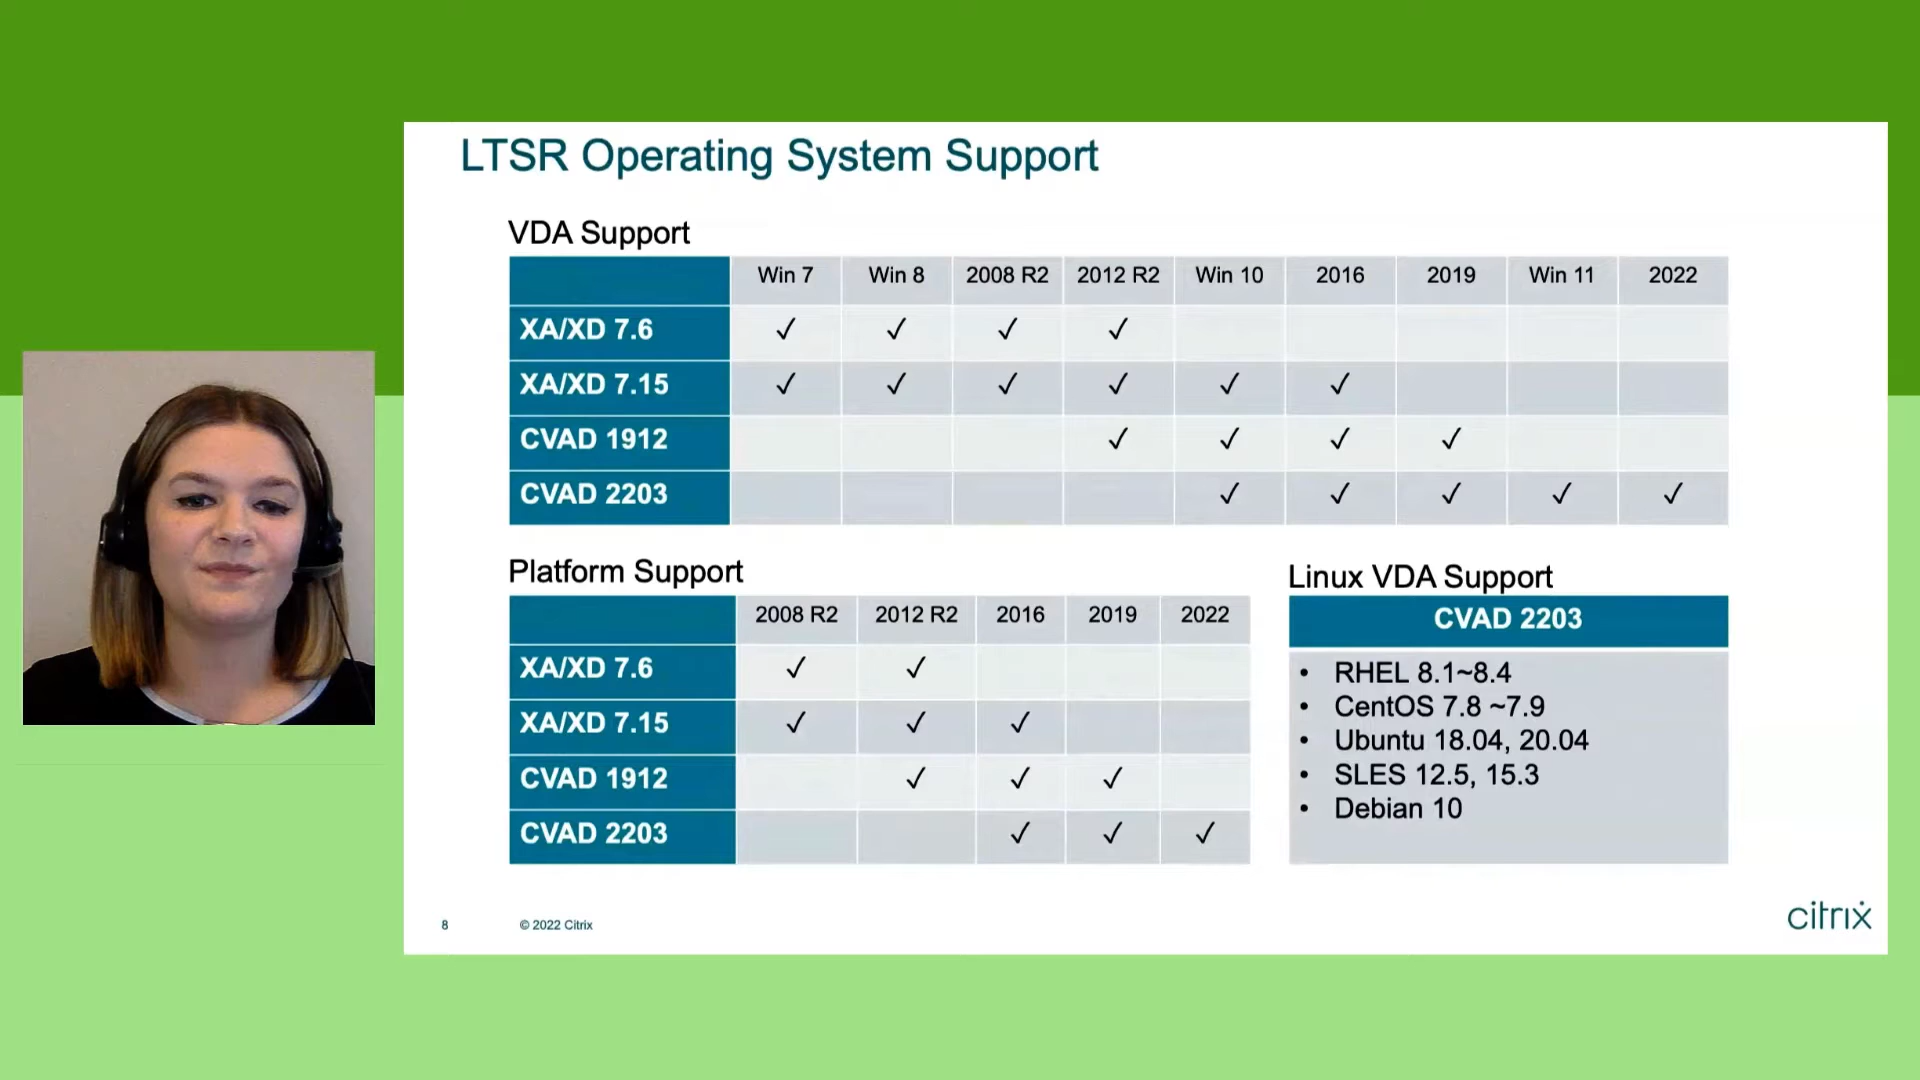 LTSR Operating System Support
VDA Support
Win 7 Win 8 2008 R2 2012 R2 Win 10 2016 2019 Win 11 2022
XA/XD 7.6 ✓ ✓ ✓ ✓
XA/XD 7.15 ✓ ✓ ✓ ✓ ✓ ✓
CVAD 1912 ✓ ✓ ✓ ✓
CVAD 2203 ✓ ✓ ✓ ✓ ✓
Platform Support
2008 R2 2012 R2 2016 2019 2022
XA/XD 7.6 ✓ ✓
XA/XD 7.15 ✓ ✓ ✓
CVAD 1912 ✓ ✓ ✓
CVAD 2203 ✓ ✓ ✓
Linux VDA Support
CVAD 2203
• RHEL 8.1~8.4
• CentOS 7.8 ~7.9
• Ubuntu 18.04, 20.04
• SLES 12.5, 15.3
• Debian 10
8 © 2022 Citrix
citrix